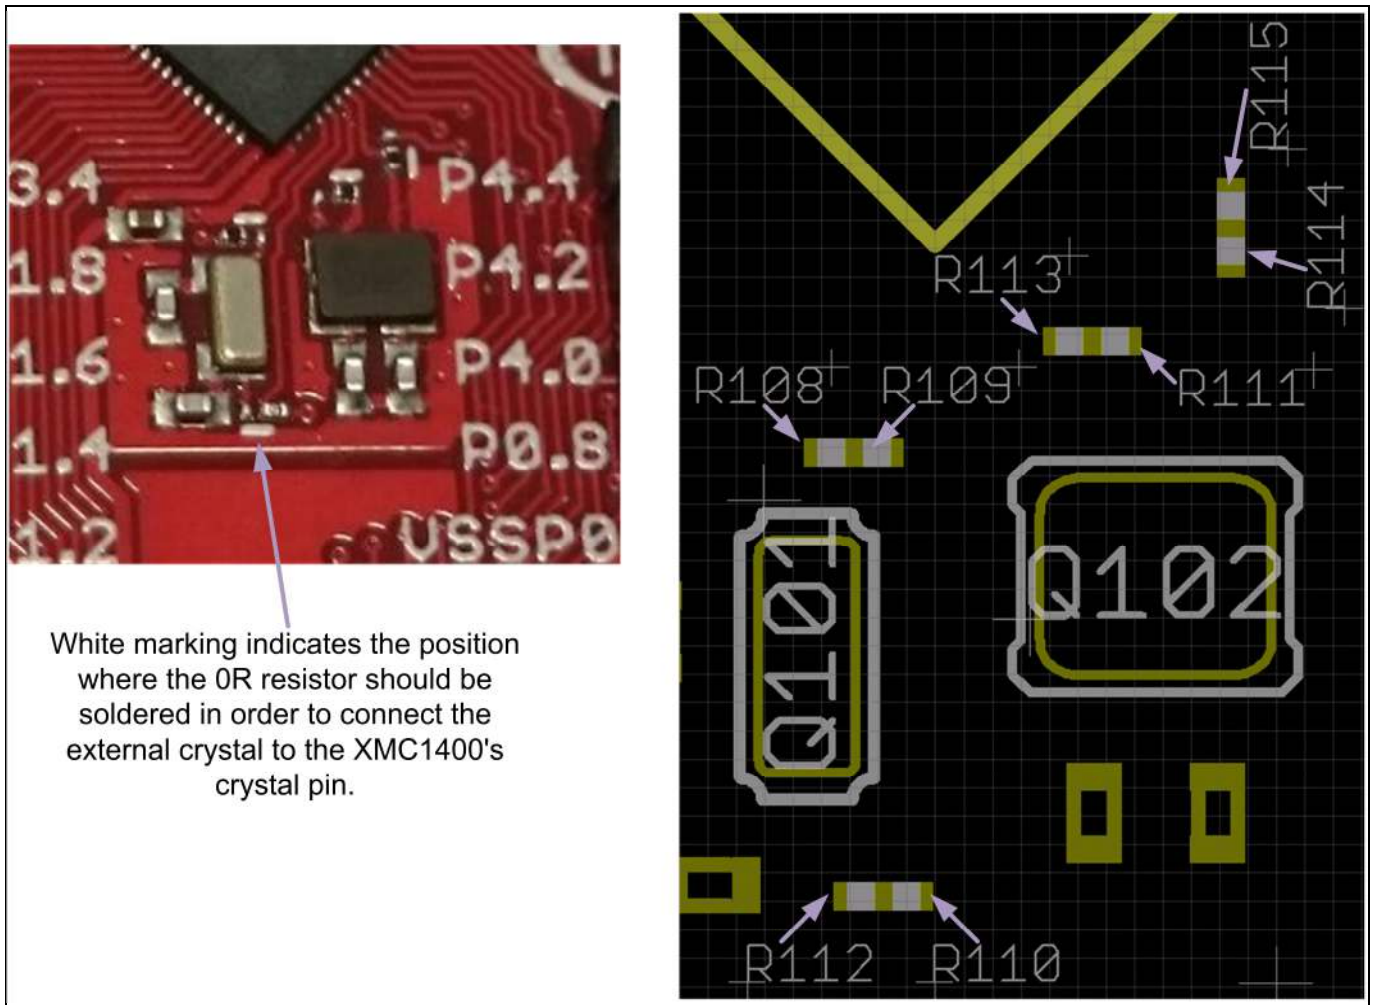 3.4
1.8
1.6
1.4
1.2
P4.4
P4.2
P4.0
P0.8
VSSP0
White marking indicates the position
where the 0R resistor should be
soldered in order to connect the
external crystal to the XMC1400's
crystal pin.
R115
R114
R113
R111
R108
R109
Q101
Q102
R112
R110